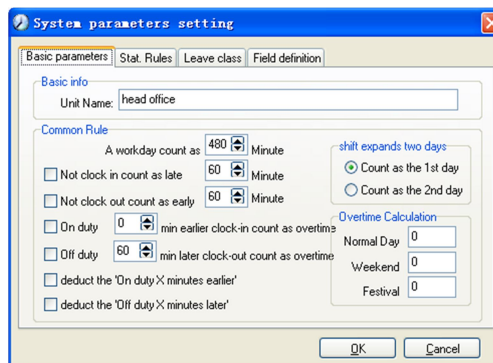 System parameters setting
Basic parameters Stat. Rules Leave class Field definition
Basic info
Unit Name: head office
Common Rule
A workday count as 480 Minute
Not clock in count as late 60 Minute
Not clock out count as early 60 Minute
On duty 0 min earlier clock-in count as overtime
Off duty 60 min later clock-out count as overtime
deduct the 'On duty X minutes earlier'
deduct the 'Off duty X minutes later'
shift expands two days
Count as the 1st day
Count as the 2nd day
Overtime Calculation
Normal Day 0
Weekend 0
Festival 0
OK Cancel